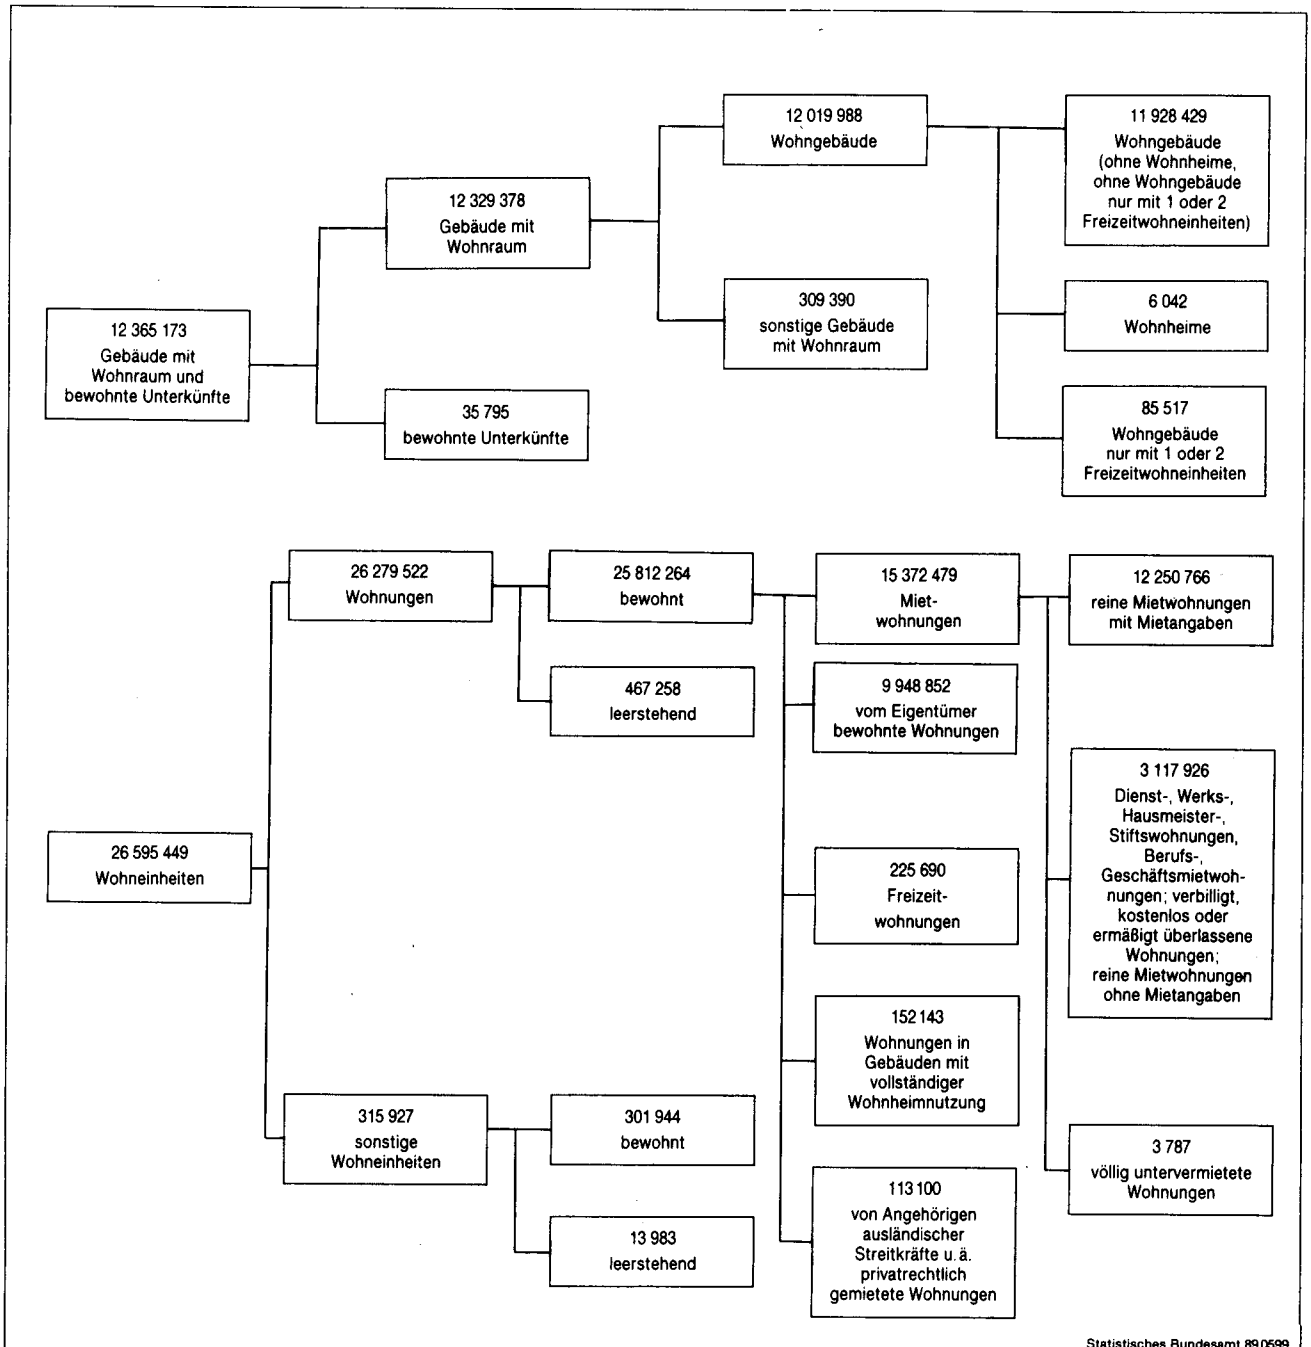 12 019 988
Wohngebäude
11 928 429
Wohngebäude
(ohne Wohnheime,
ohne Wohngebäude
nur mit 1 oder 2
Freizeitwohneinheiten)
12 329 378
Gebäude mit
Wohnraum
309 390
sonstige Gebäude
mit Wohnraum
6 042
Wohnheime
12 365 173
Gebäude mit
Wohnraum und
bewohnte Unterkünfte
35 795
bewohnte Unterkünfte
85 517
Wohngebäude
nur mit 1 oder 2
Freizeitwohneinheiten
26 279 522
Wohnungen
25 812 264
bewohnt
15 372 479
Miet-
wohnungen
12 250 766
reine Mietwohnungen
mit Mietangaben
467 258
leerstehend
9 948 852
vom Eigentümer
bewohnte Wohnungen
3 117 926
Dienst-, Werks-,
Hausmeister-,
Stiftswohnungen,
Berufs-,
Geschäftsmietwoh-
nungen; verbilligt,
kostenlos oder
ermäßigt überlassene
Wohnungen;
reine Mietwohnungen
ohne Mietangaben
26 595 449
Wohneinheiten
225 690
Freizeit-
wohnungen
152 143
Wohnungen in
Gebäuden mit
vollständiger
Wohnheimnutzung
315 927
sonstige
Wohneinheiten
301 944
bewohnt
3 787
völlig untervermietete
Wohnungen
13 983
leerstehend
113 100
von Angehörigen
ausländischer
Streitkräfte u. ä.
privatrechtlich
gemietete Wohnungen
Statistisches Bundesamt 89 0599